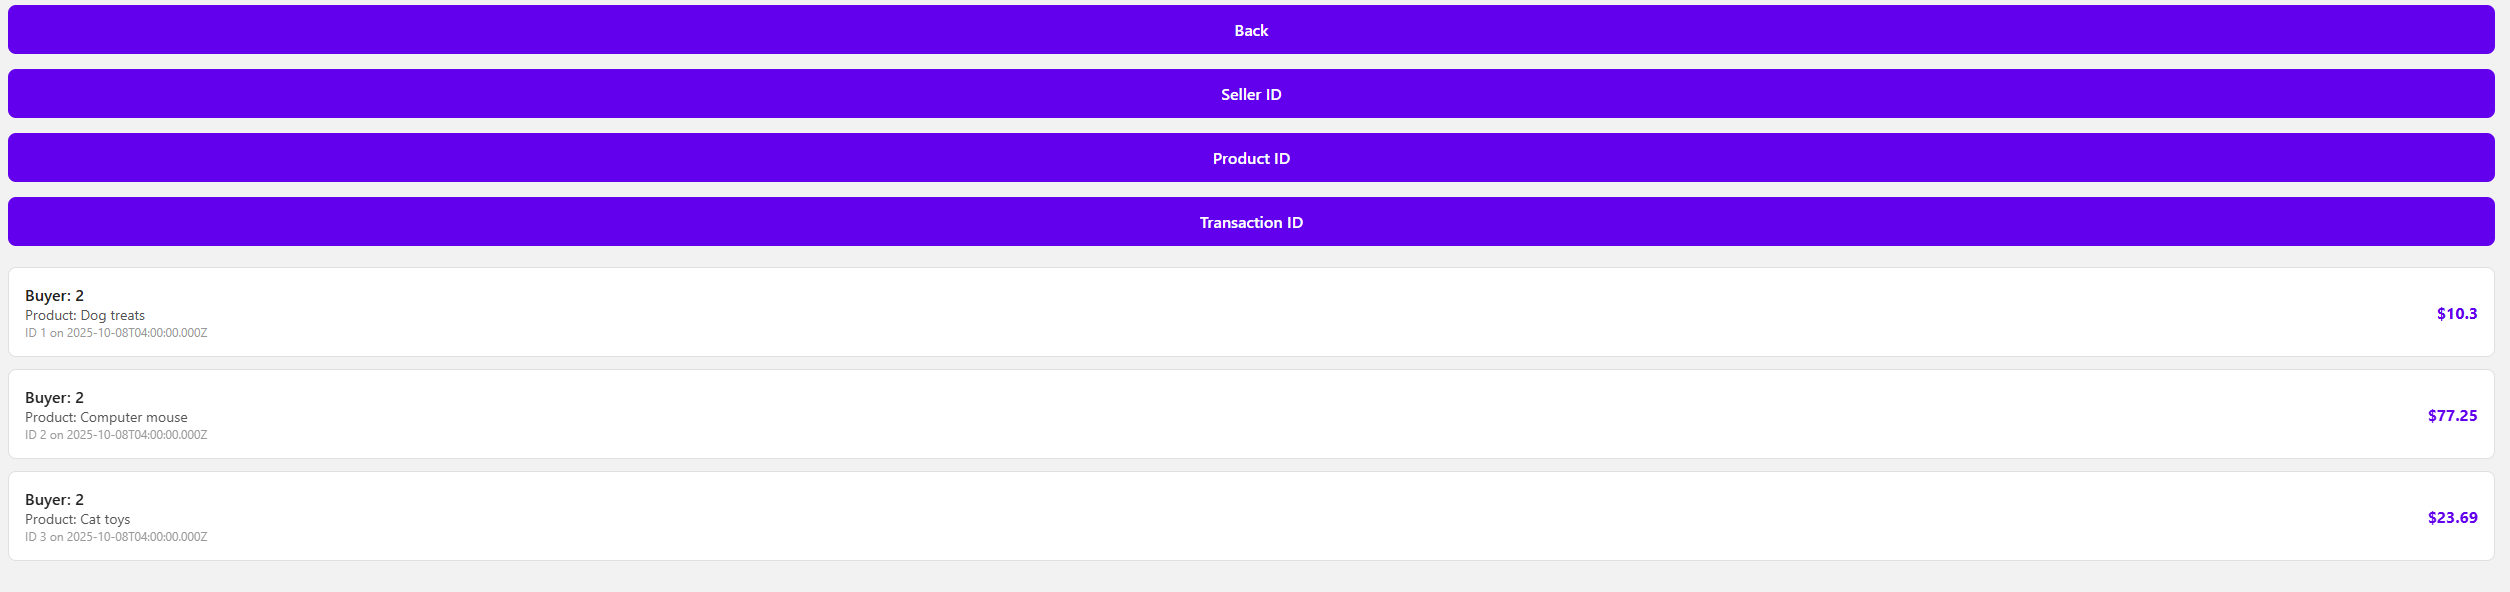 Back
Seller ID
Product ID
Transaction ID
Buyer: 2
Product: Dog treats
ID 1 on 2025-10-08T04:00:00.000Z
$10.3
Buyer: 2
Product: Computer mouse
ID 2 on 2025-10-08T04:00:00.000Z
$77.25
Buyer: 2
Product: Cat toys
ID 3 on 2025-10-08T04:00:00.000Z
$23.69